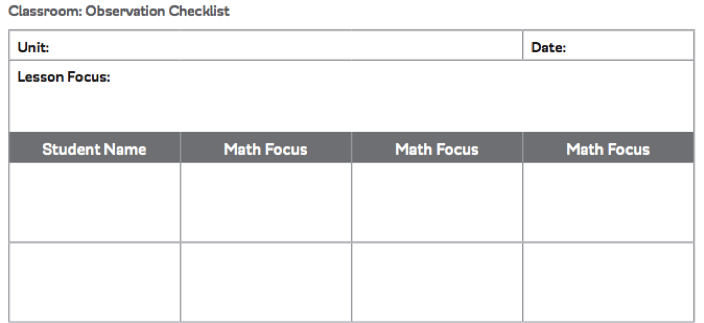 Classroom: Observation Checklist
Unit: Date:
Lesson Focus:
Student Name Math Focus Math Focus Math Focus